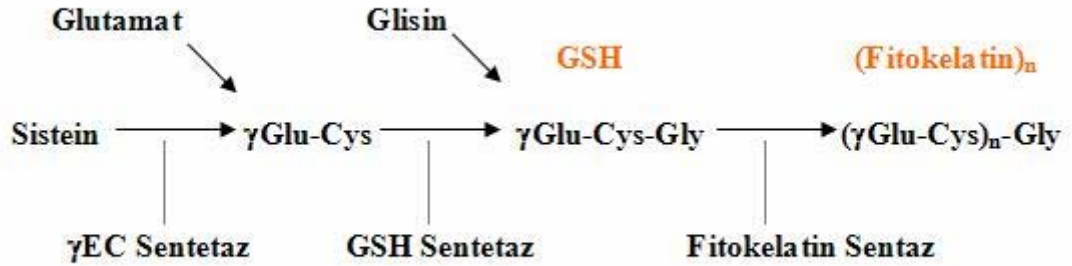 Glutamat Glisin
GSH (Fitokelatin)n
Sistein γGlu-Cys γGlu-Cys-Gly (γGlu-Cys)n-Gly
γEC Sentetaz GSH Sentetaz Fitokelatin Sentaz